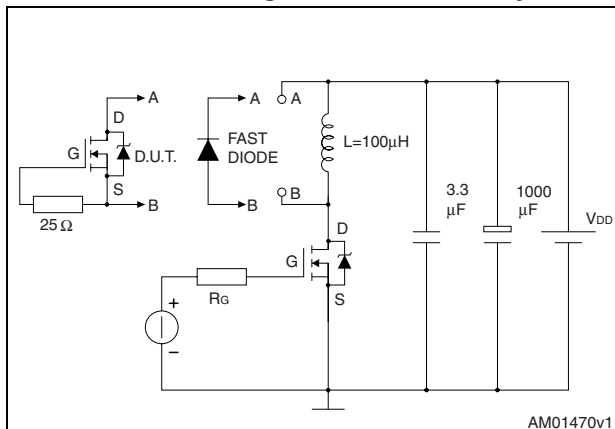 A
D
G
D.U.T.
S
B
25 Ω
A
FAST
DIODE
B
A
B
L=100μH
D
G
S
RG
+
−
3.3
μF
1000
μF
VDD
AM01470v1